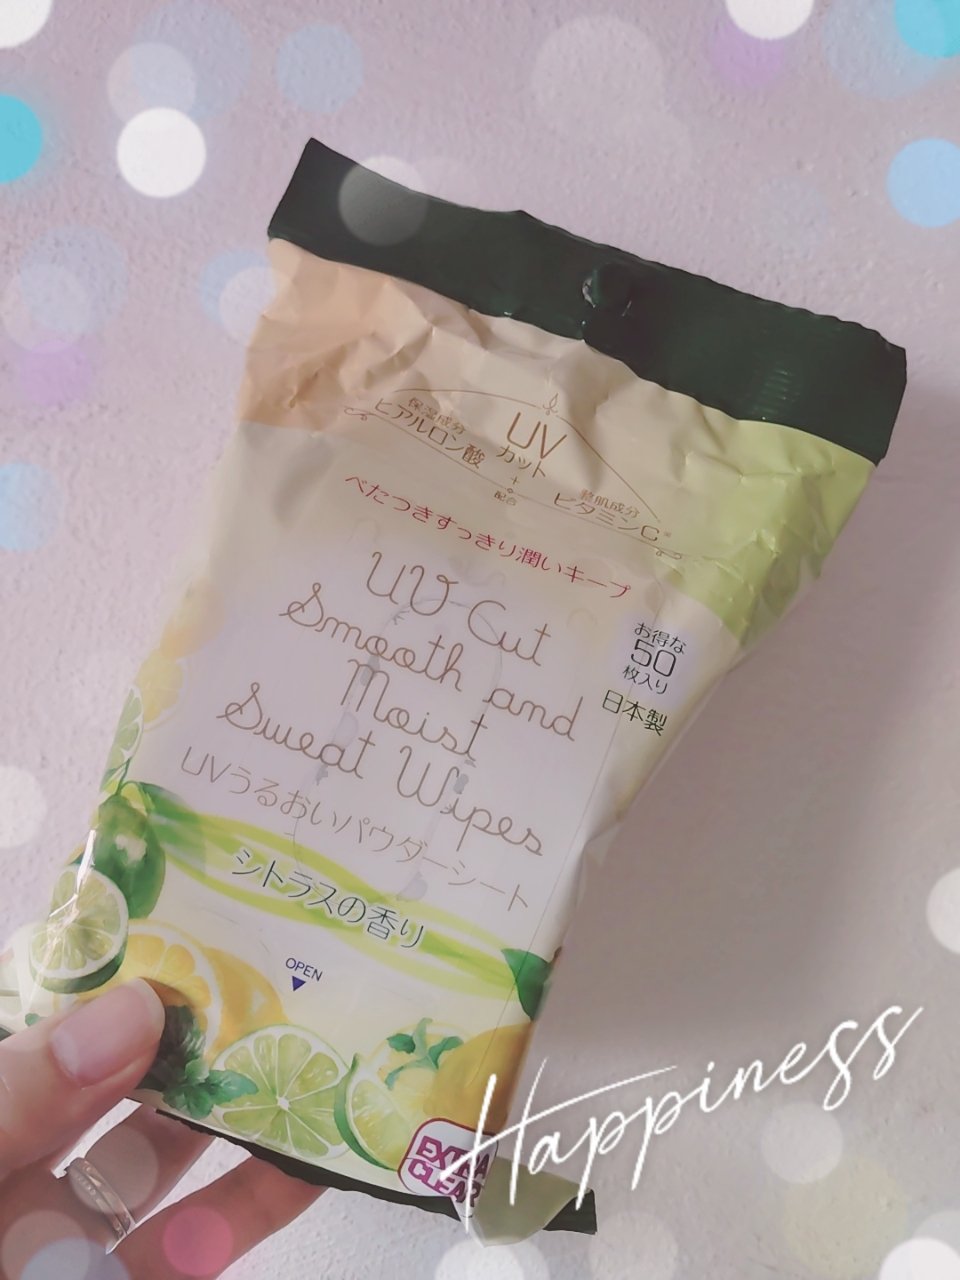 UV
カット
+
配合
保湿成分
ヒアルロン酸
整肌成分
ビタミンC※
べたつきすっきり潤いキープ
UV-Cut
Smooth and
Moist
Sweat Wipes
お得な
50
枚入り
日本製
UVうるおいパウダーシート
シトラスの香り
OPEN
EXTRA
CLEAR
Happiness